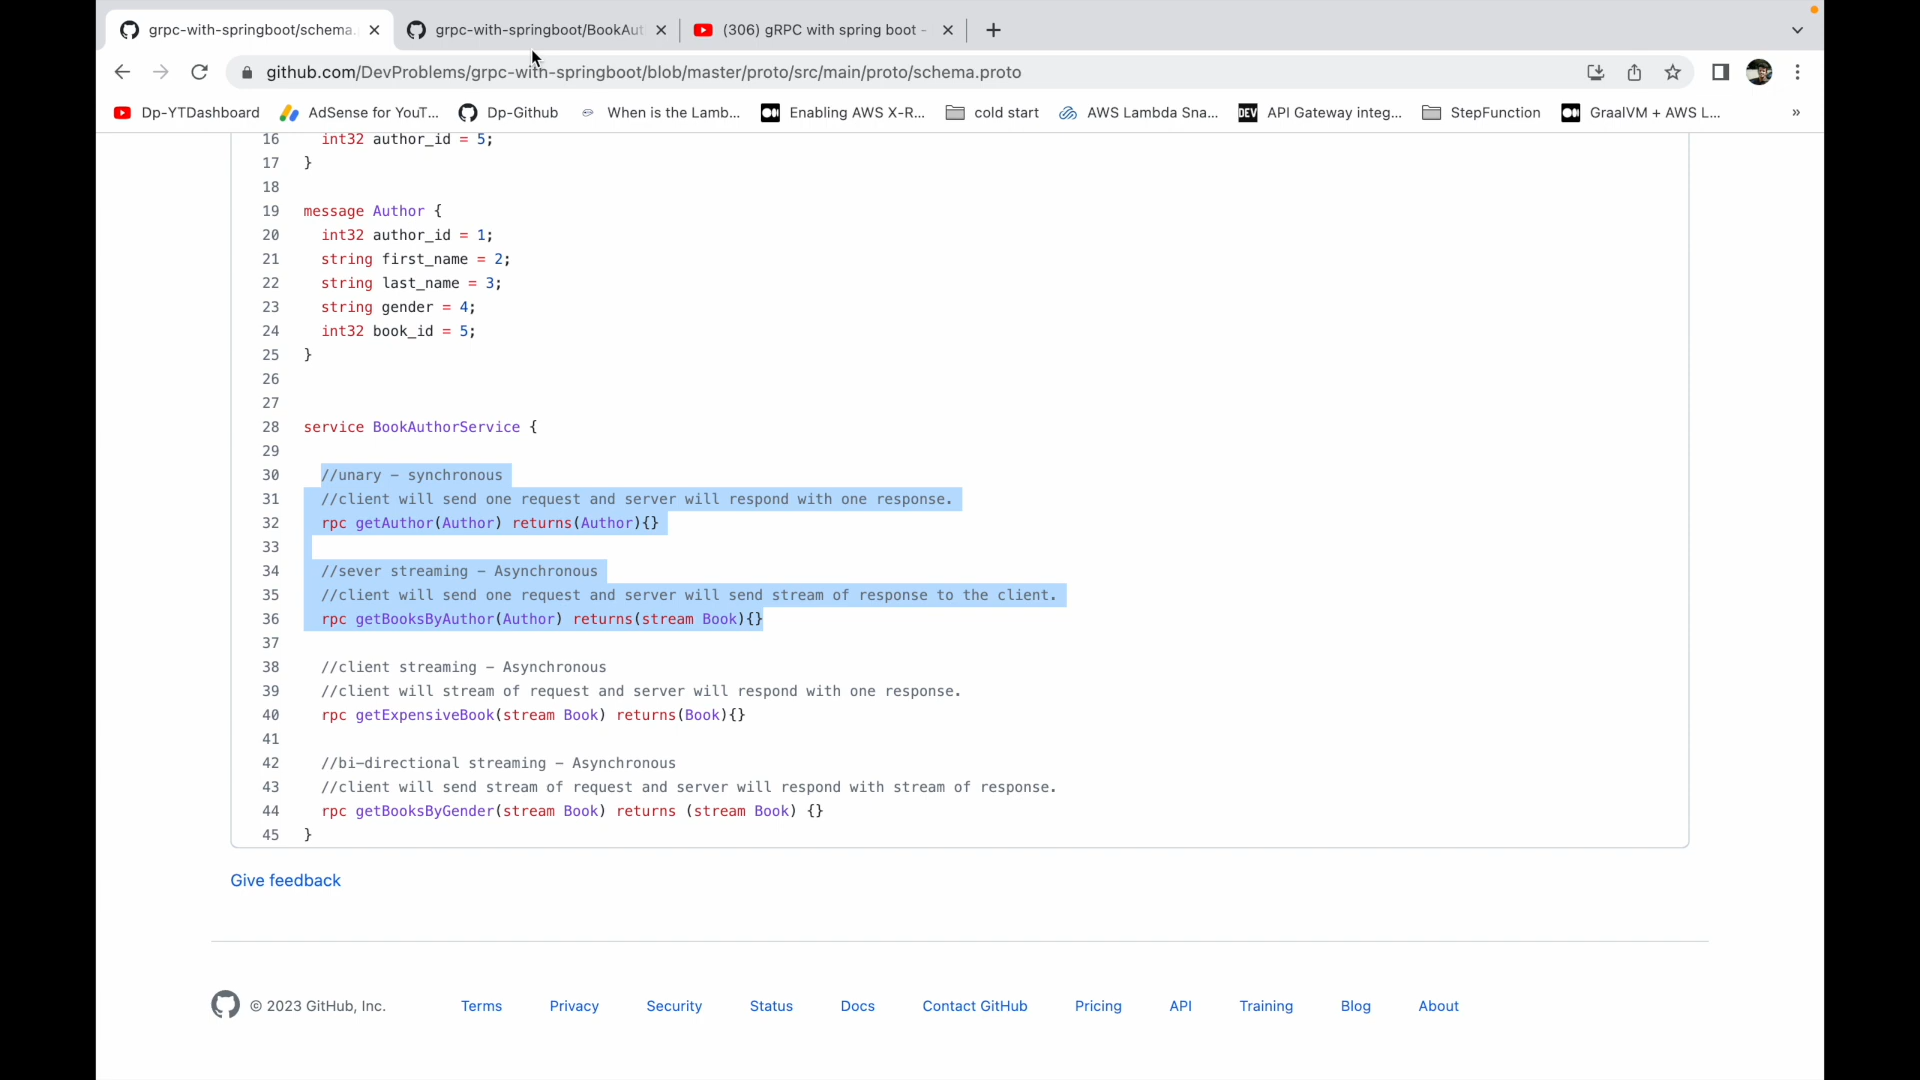 grpc-with-springboot/schema.
grpc-with-springboot/BookAut
(306) gRPC with spring boot -
github.com/DevProblems/grpc-with-springboot/blob/master/proto/src/main/proto/schema.proto
Dp-YTDashboard
AdSense for YouT...
Dp-Github
When is the Lamb...
Enabling AWS X-R...
cold start
AWS Lambda Sna...
DEV API Gateway integ...
StepFunction
GraalVM + AWS L...
»
16 int32 author_id = 5;
17 }
18
19 message Author {
20 int32 author_id = 1;
21 string first_name = 2;
22 string last_name = 3;
23 string gender = 4;
24 int32 book_id = 5;
25 }
26
27
28 service BookAuthorService {
29
30 //unary – synchronous
31 //client will send one request and server will respond with one response.
32 rpc getAuthor(Author) returns(Author){}
33
34 //sever streaming – Asynchronous
35 //client will send one request and server will send stream of response to the client.
36 rpc getBooksByAuthor(Author) returns(stream Book){}
37
38 //client streaming – Asynchronous
39 //client will stream of request and server will respond with one response.
40 rpc getExpensiveBook(stream Book) returns(Book){}
41
42 //bi-directional streaming – Asynchronous
43 //client will send stream of request and server will respond with stream of response.
44 rpc getBooksByGender(stream Book) returns (stream Book) {}
45 }
Give feedback
© 2023 GitHub, Inc.
Terms
Privacy
Security
Status
Docs
Contact GitHub
Pricing
API
Training
Blog
About